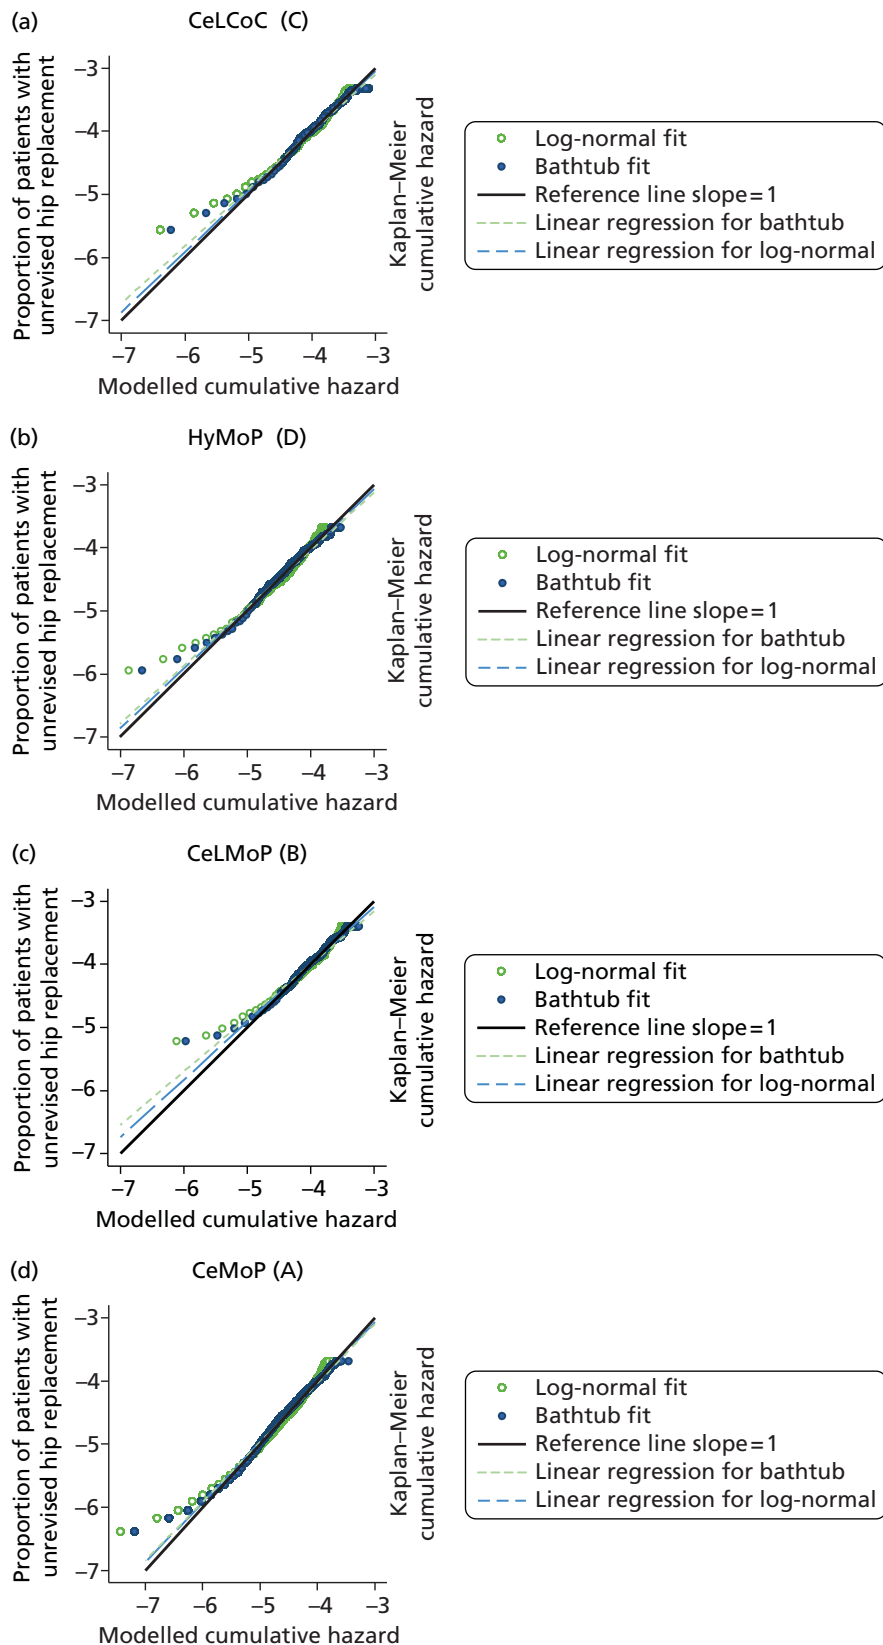 (a)
CeLCoC (C)
Proportion of patients with
unrevised hip replacement
–3
–4
–5
–6
–7
–7 –6 –5 –4 –3
Modelled cumulative hazard
Kaplan–Meier
cumulative hazard
Log-normal fit
Bathtub fit
Reference line slope=1
Linear regression for bathtub
Linear regression for log-normal
(b)
HyMoP (D)
Proportion of patients with
unrevised hip replacement
–3
–4
–5
–6
–7
–7 –6 –5 –4 –3
Modelled cumulative hazard
Kaplan–Meier
cumulative hazard
Log-normal fit
Bathtub fit
Reference line slope=1
Linear regression for bathtub
Linear regression for log-normal
(c)
CeLMoP (B)
Proportion of patients with
unrevised hip replacement
–3
–4
–5
–6
–7
–7 –6 –5 –4 –3
Modelled cumulative hazard
Kaplan–Meier
cumulative hazard
Log-normal fit
Bathtub fit
Reference line slope=1
Linear regression for bathtub
Linear regression for log-normal
(d)
CeMoP (A)
Proportion of patients with
unrevised hip replacement
–3
–4
–5
–6
–7
–7 –6 –5 –4 –3
Modelled cumulative hazard
Kaplan–Meier
cumulative hazard
Log-normal fit
Bathtub fit
Reference line slope=1
Linear regression for bathtub
Linear regression for log-normal